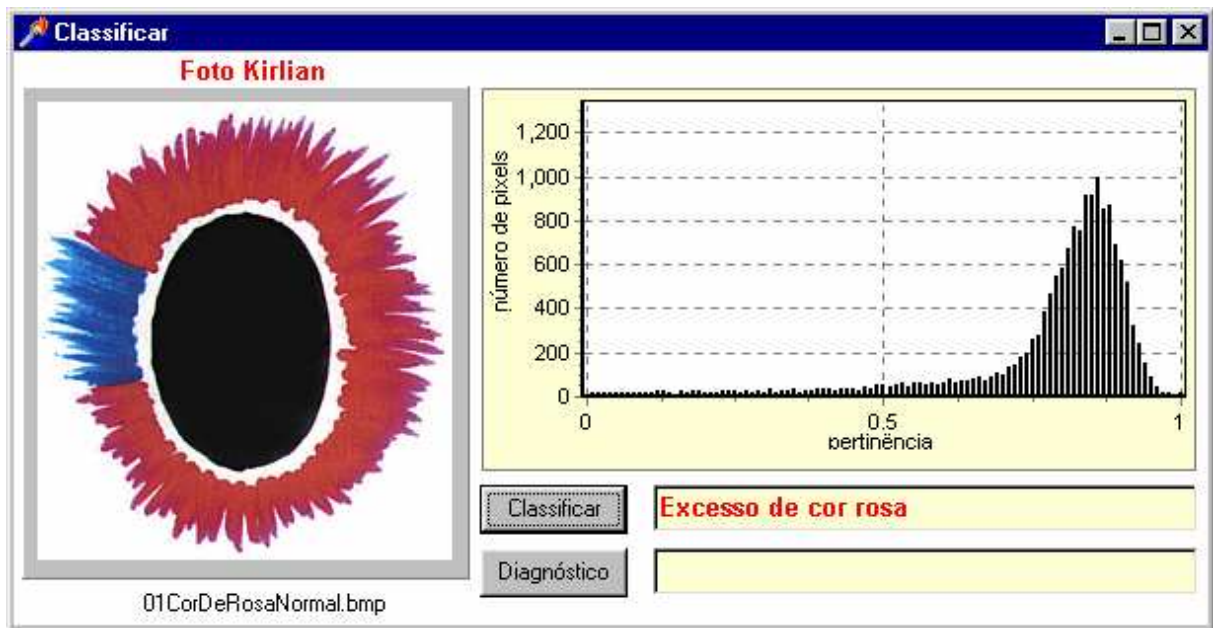 Classificar
Foto Kirlian
número de pixels
1,200
1,000
800
600
400
200
0
0 0.5 1
pertinência
Classificar
Excesso de cor rosa
Diagnóstico
01CorDeRosaNormal.bmp